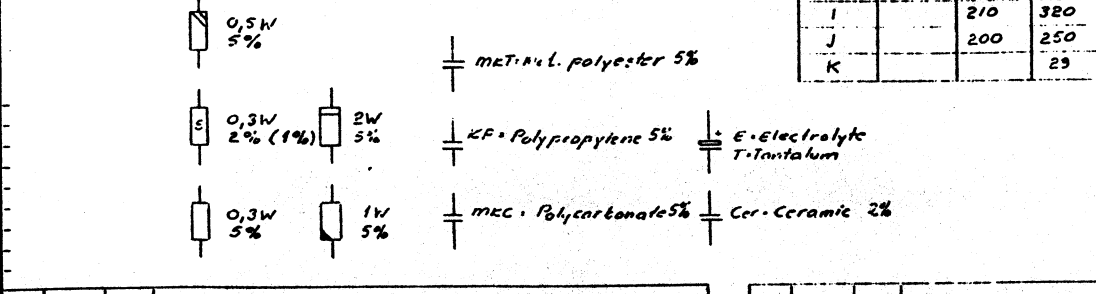 0,5W
5%
0,3W
2% (1%)
2W
5%
0,3W
5%
1W
5%
MKT = Met. polyester 5%
KF = Polypropylene 5%
MKC = Polycarbonate 5%
E = Electrolyte
T = Tantalum
Cer = Ceramic 2%
I 210 320
J 200 250
K 29